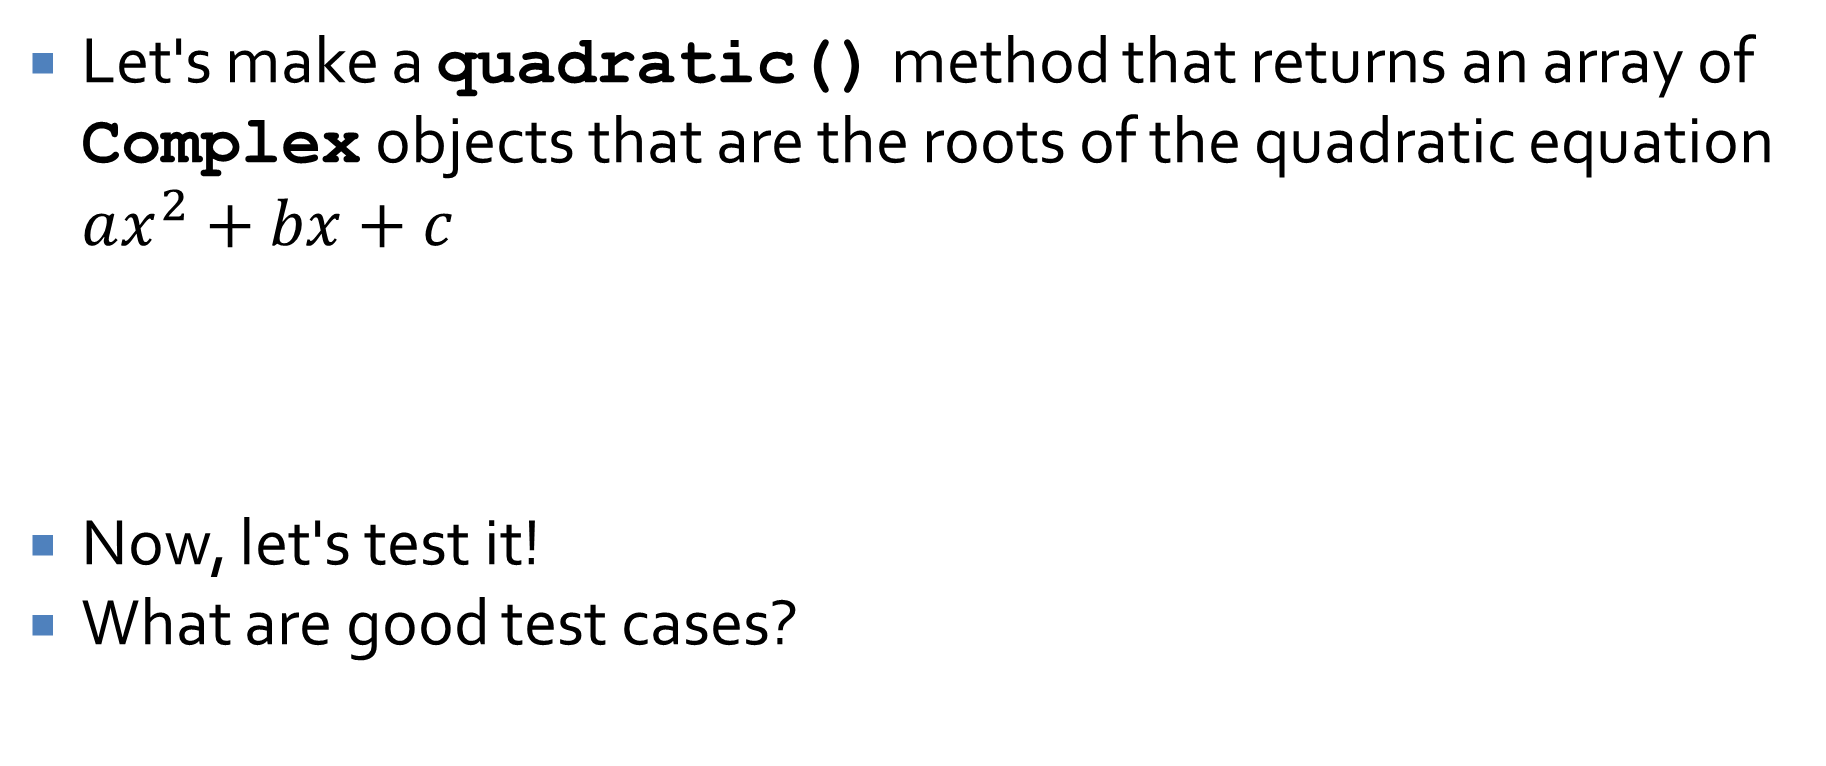 ▪ Let's make a quadratic() method that returns an array of
Complex objects that are the roots of the quadratic equation
ax² + bx + c
▪ Now, let's test it!
▪ What are good test cases?